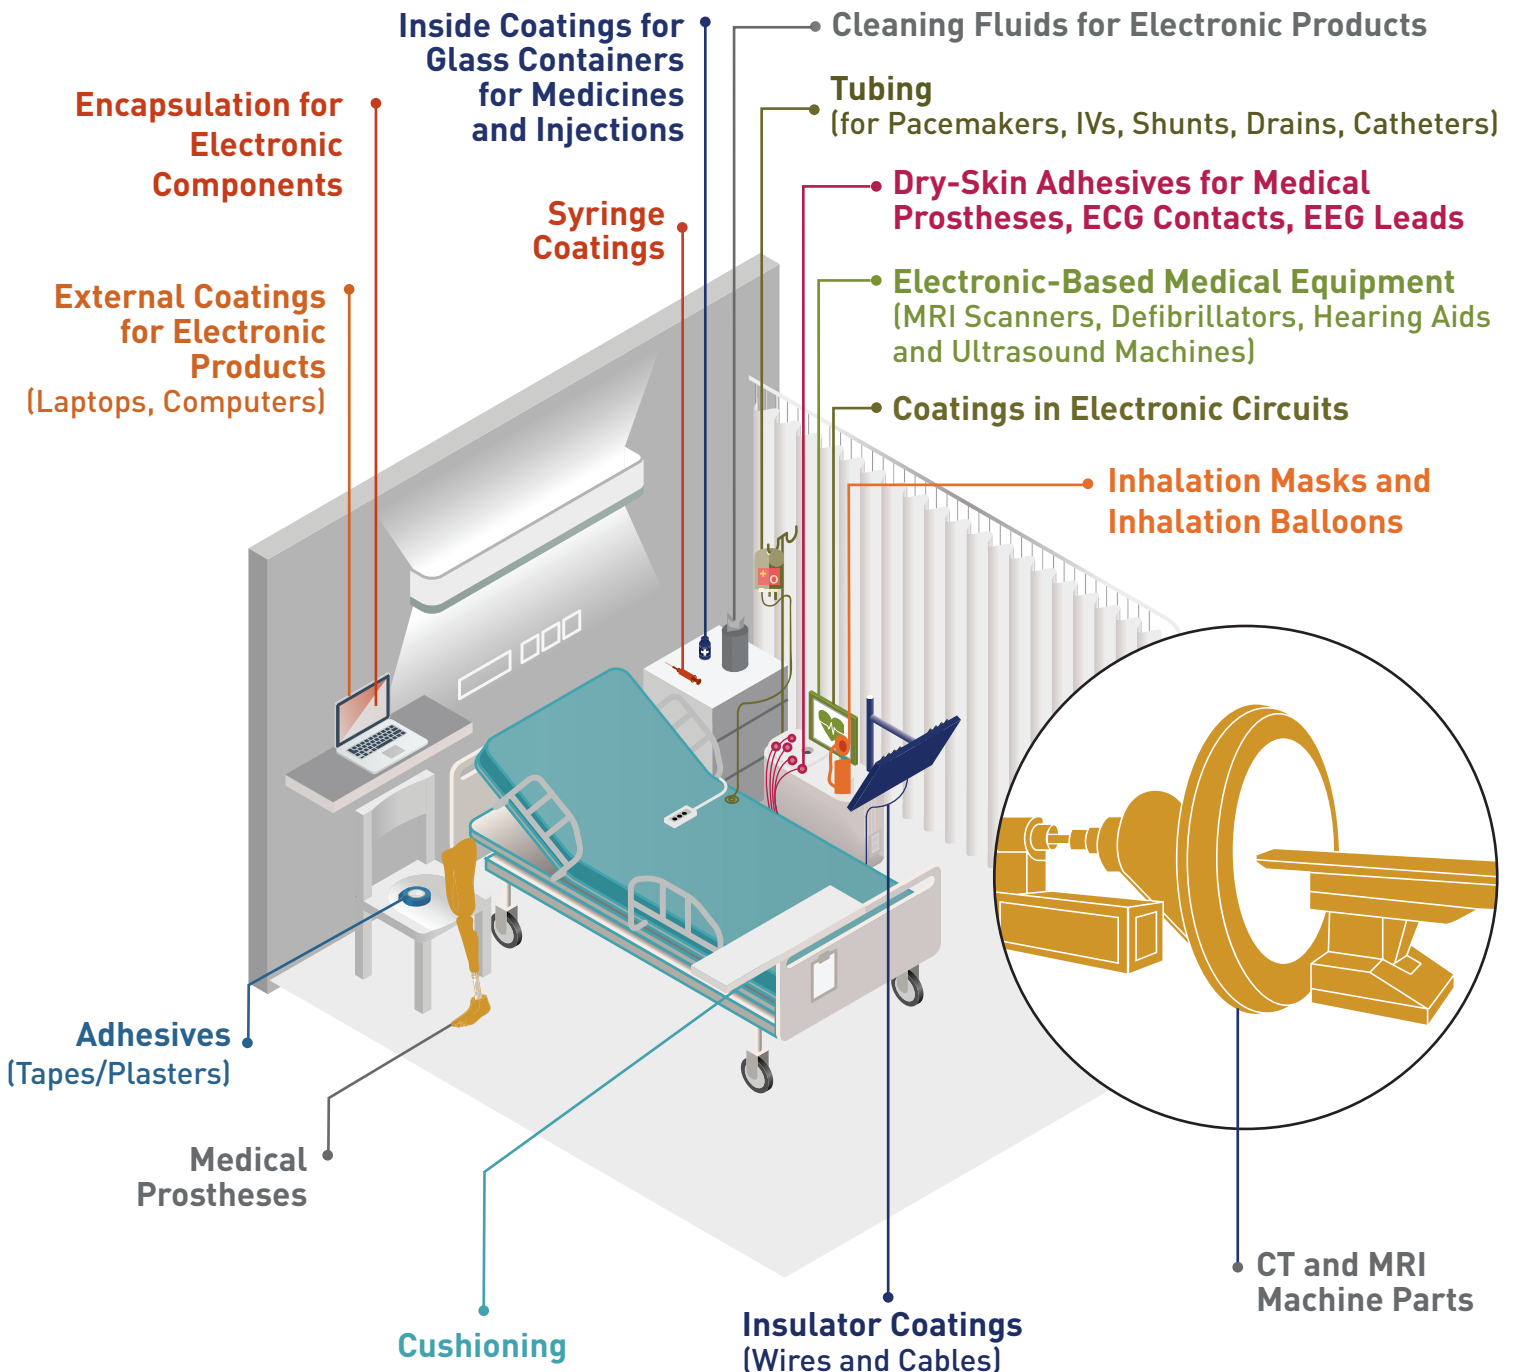 Inside Coatings for
Glass Containers
for Medicines
and Injections
Cleaning Fluids for Electronic Products
Encapsulation for
Electronic
Components
Tubing
(for Pacemakers, IVs, Shunts, Drains, Catheters)
Syringe
Coatings
Dry-Skin Adhesives for Medical
Prostheses, ECG Contacts, EEG Leads
External Coatings
for Electronic
Products
(Laptops, Computers)
Electronic-Based Medical Equipment
(MRI Scanners, Defibrillators, Hearing Aids
and Ultrasound Machines)
Coatings in Electronic Circuits
Inhalation Masks and
Inhalation Balloons
Adhesives
(Tapes/Plasters)
Medical
Prostheses
Cushioning
Insulator Coatings
(Wires and Cables)
CT and MRI
Machine Parts